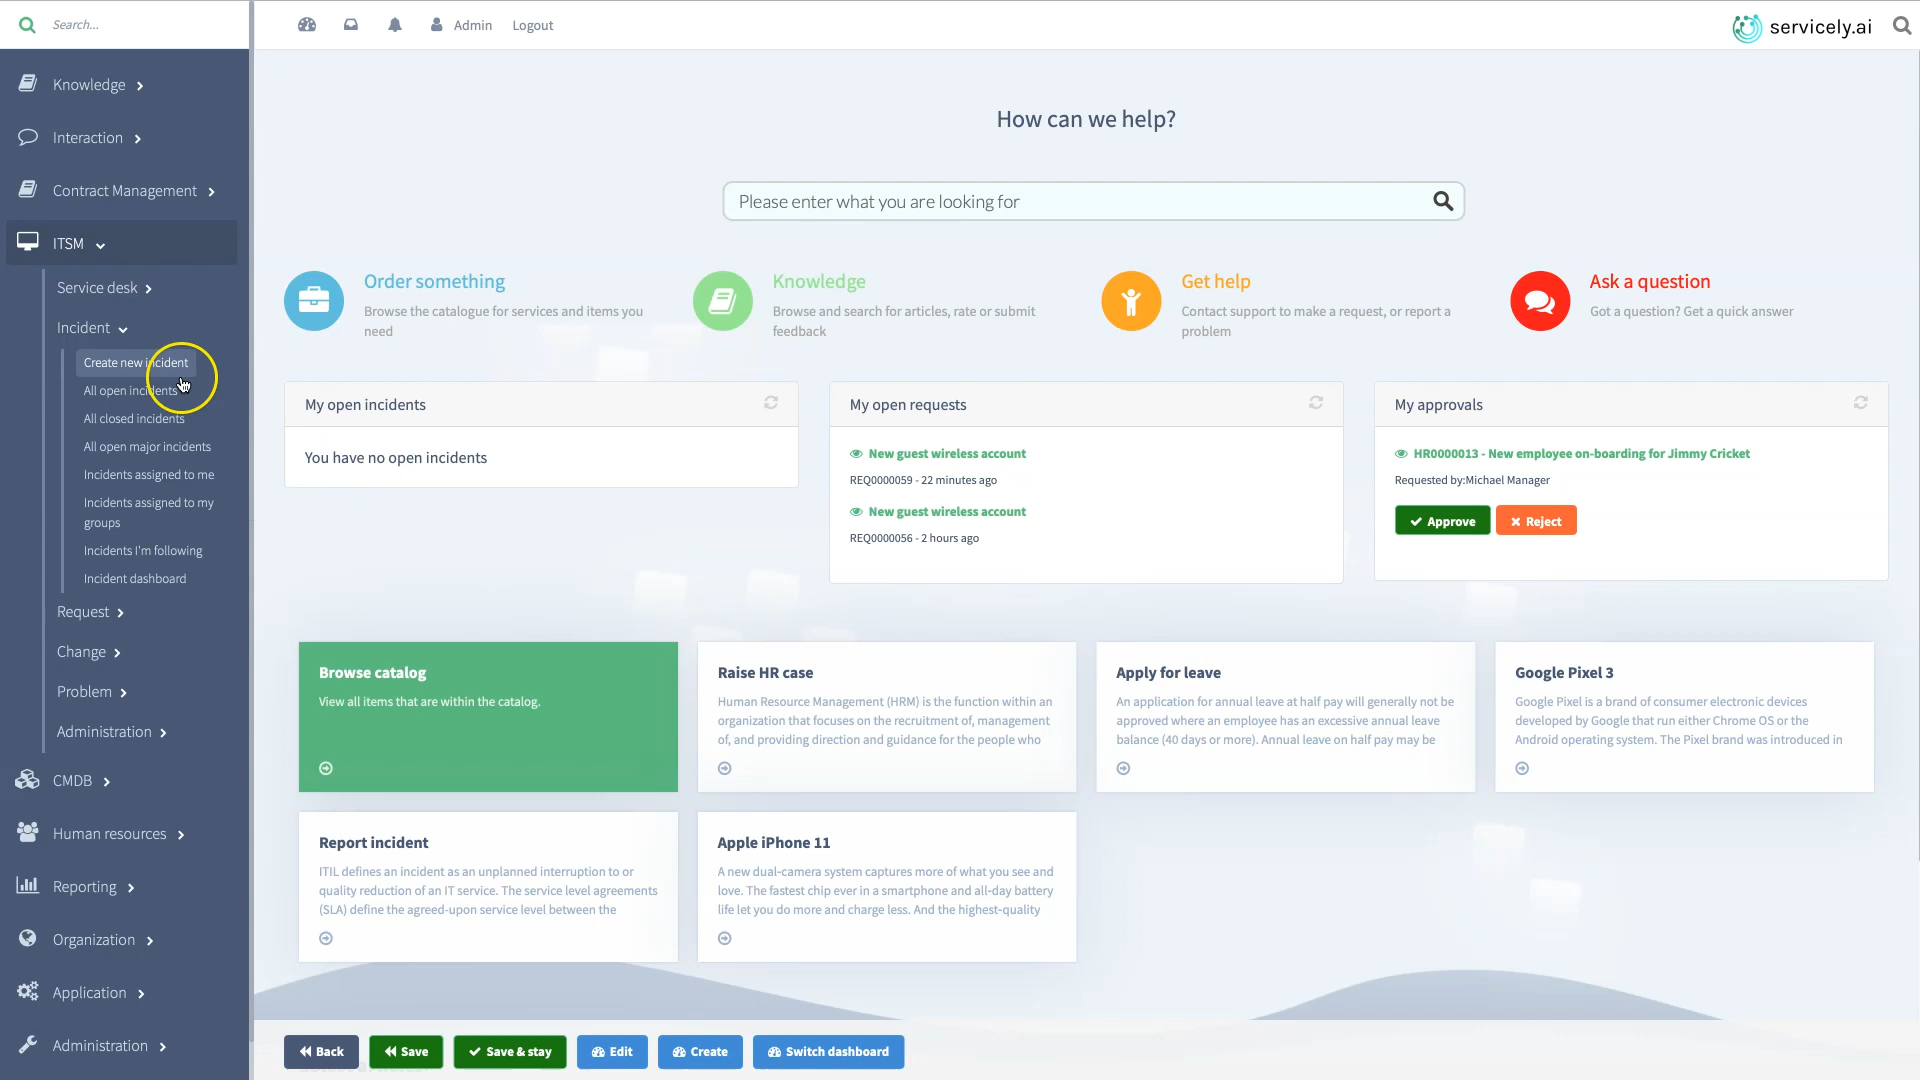 Search...
Admin
Logout
servicely.ai
Knowledge
Interaction
Contract Management
ITSM
Service desk
Incident
Create new incident
All open incidents
All closed incidents
All open major incidents
Incidents assigned to me
Incidents assigned to my
groups
Incidents I'm following
Incident dashboard
Request
Change
Problem
Administration
CMDB
Human resources
Reporting
Organization
Application
Administration
How can we help?
Please enter what you are looking for
Order something
Browse the catalogue for services and items you
need
Knowledge
Browse and search for articles, rate or submit
feedback
Get help
Contact support to make a request, or report a
problem
Ask a question
Got a question? Get a quick answer
My open incidents
You have no open incidents
My open requests
New guest wireless account
REQ0000059 - 22 minutes ago
New guest wireless account
REQ0000056 - 2 hours ago
My approvals
HR0000013 - New employee on-boarding for Jimmy Cricket
Requested by:Michael Manager
Approve
Reject
Browse catalog
View all items that are within the catalog.
Raise HR case
Human Resource Management (HRM) is the function within an
organization that focuses on the recruitment of, management
of, and providing direction and guidance for the people who
Apply for leave
An application for annual leave at half pay will generally not be
approved where an employee has an excessive annual leave
balance (40 days or more). Annual leave on half pay may be
Google Pixel 3
Google Pixel is a brand of consumer electronic devices
developed by Google that run either Chrome OS or the
Android operating system. The Pixel brand was introduced in
Report incident
ITIL defines an incident as an unplanned interruption to or
quality reduction of an IT service. The service level agreements
(SLA) define the agreed-upon service level between the
Apple iPhone 11
A new dual-camera system captures more of what you see and
love. The fastest chip ever in a smartphone and all-day battery
life let you do more and charge less. And the highest-quality
Back
Save
Save & stay
Edit
Create
Switch dashboard